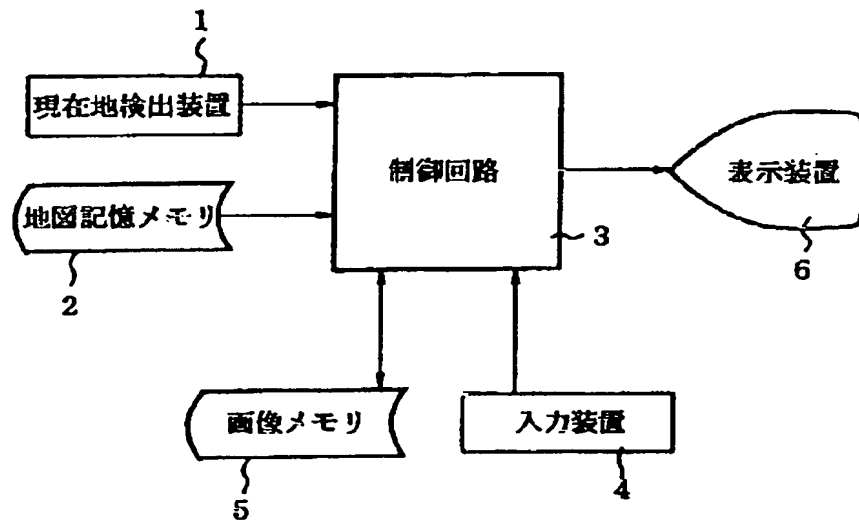 1
現在地検出装置
制御回路
表示装置
地図記憶メモリ
3
6
2
画像メモリ
入力装置
5
4